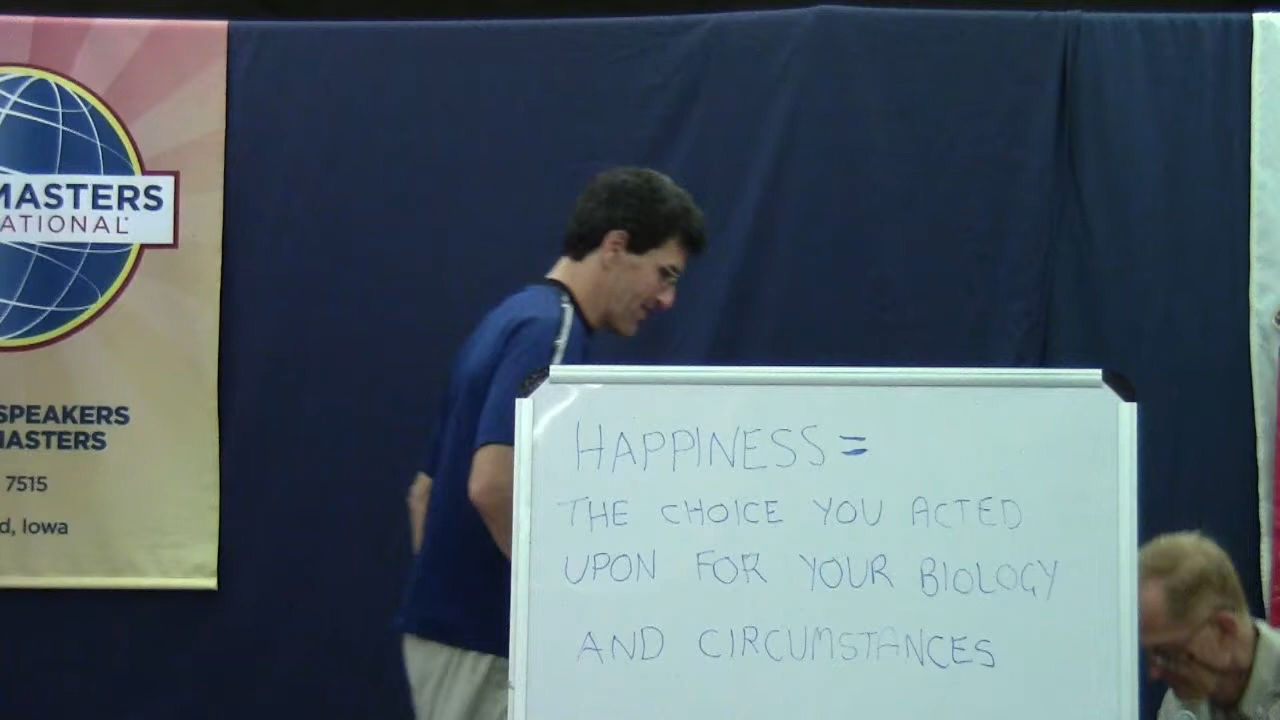 MASTERS
ATIONAL
SPEAKERS
MASTERS
7515
d, Iowa
HAPPINESS =
THE CHOICE YOU ACTED
UPON FOR YOUR BIOLOGY
AND CIRCUMSTANCES